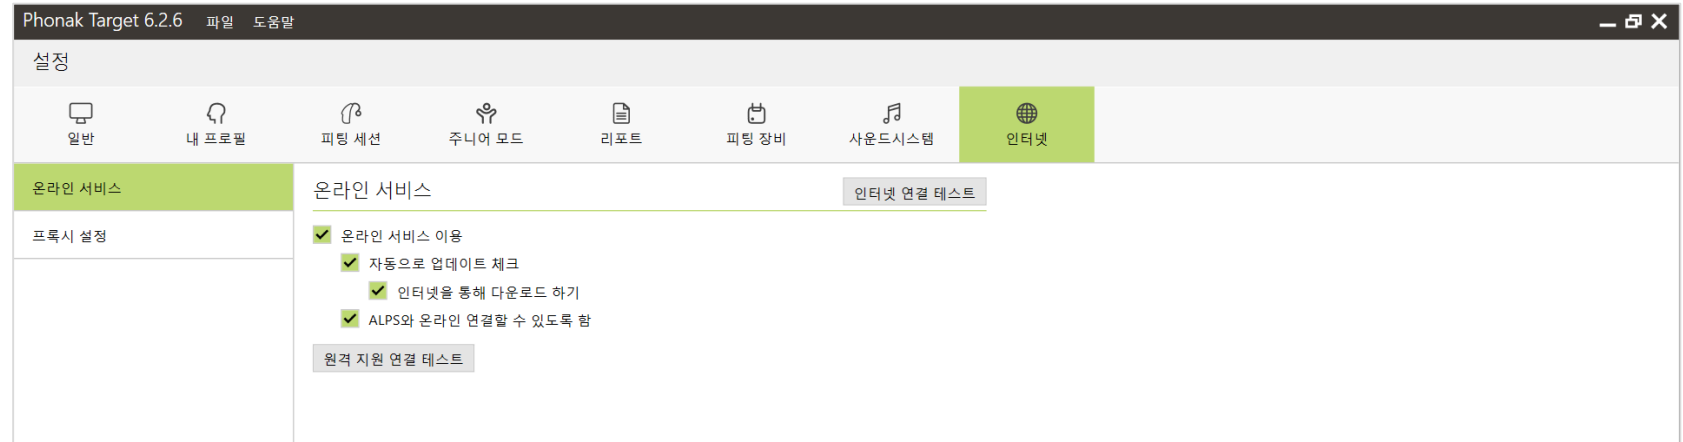 Phonak Target 6.2.6 파일 도움말
설정
일반 내 프로필 피팅 세션 주니어 모드 리포트 피팅 장비 사운드시스템 인터넷
온라인 서비스
프록시 설정
온라인 서비스 인터넷 연결 테스트
온라인 서비스 이용
자동으로 업데이트 체크
인터넷을 통해 다운로드 하기
ALPS와 온라인 연결할 수 있도록 함
원격 지원 연결 테스트